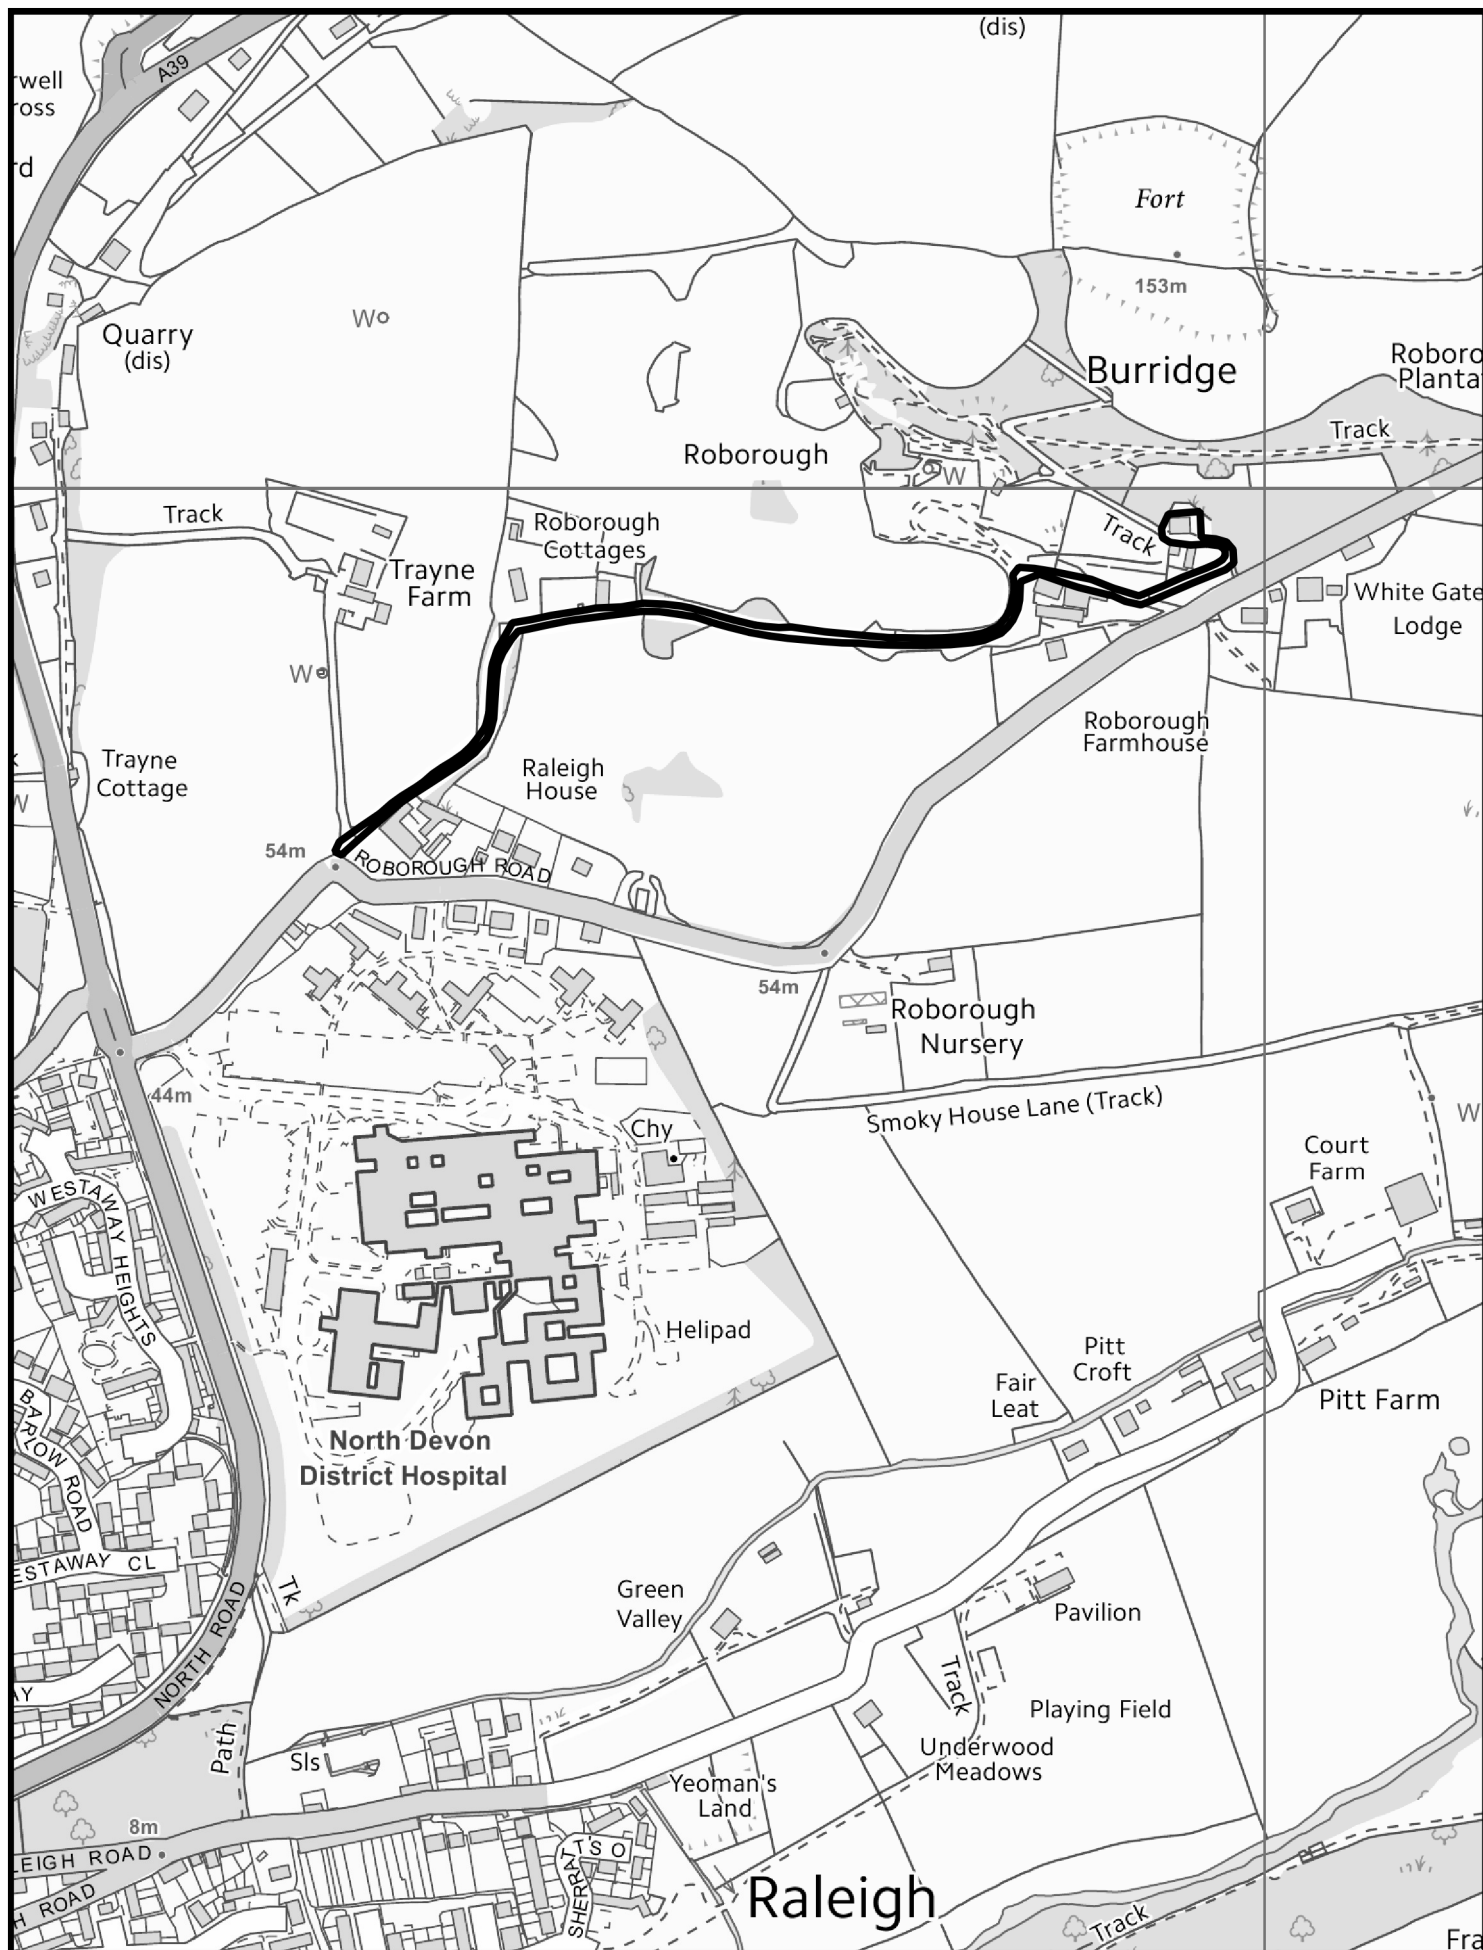 (dis)
A39
rwell
ross
rd
Fort
153m
Quarry
(dis)
W
Burridge
Roboro
Planta
Track
Roborough
W
Track
Roborough
Cottages
Track
Trayne
Farm
White Gate
Lodge
W
Roborough
Farmhouse
Trayne
Cottage
Raleigh
House
W
54m
ROBOROUGH ROAD
54m
Roborough
Nursery
44m
Smoky House Lane (Track)
W
Chy
Court
Farm
WESTAWAY HEIGHTS
Helipad
Pitt
Croft
Fair
Leat
Pitt Farm
BARLOW ROAD
North Devon
District Hospital
ESTAWAY CL
Tk
Green
Valley
Pavilion
NORTH ROAD
AY
Track
Playing Field
Path
Sls
Underwood
Meadows
Yeoman's
Land
8m
LEIGH ROAD
H ROAD
SHERRATT'S O
Raleigh
Track
Fra